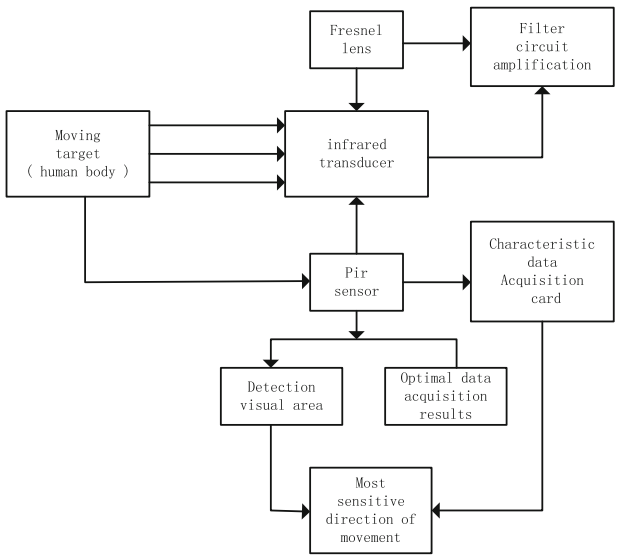 Fresnel
lens
Filter
circuit
amplification
Moving
target
( human body )
infrared
transducer
Pir
sensor
Characteristic
data
Acquisition
card
Detection
visual area
Optimal data
acquisition
results
Most
sensitive
direction of
movement